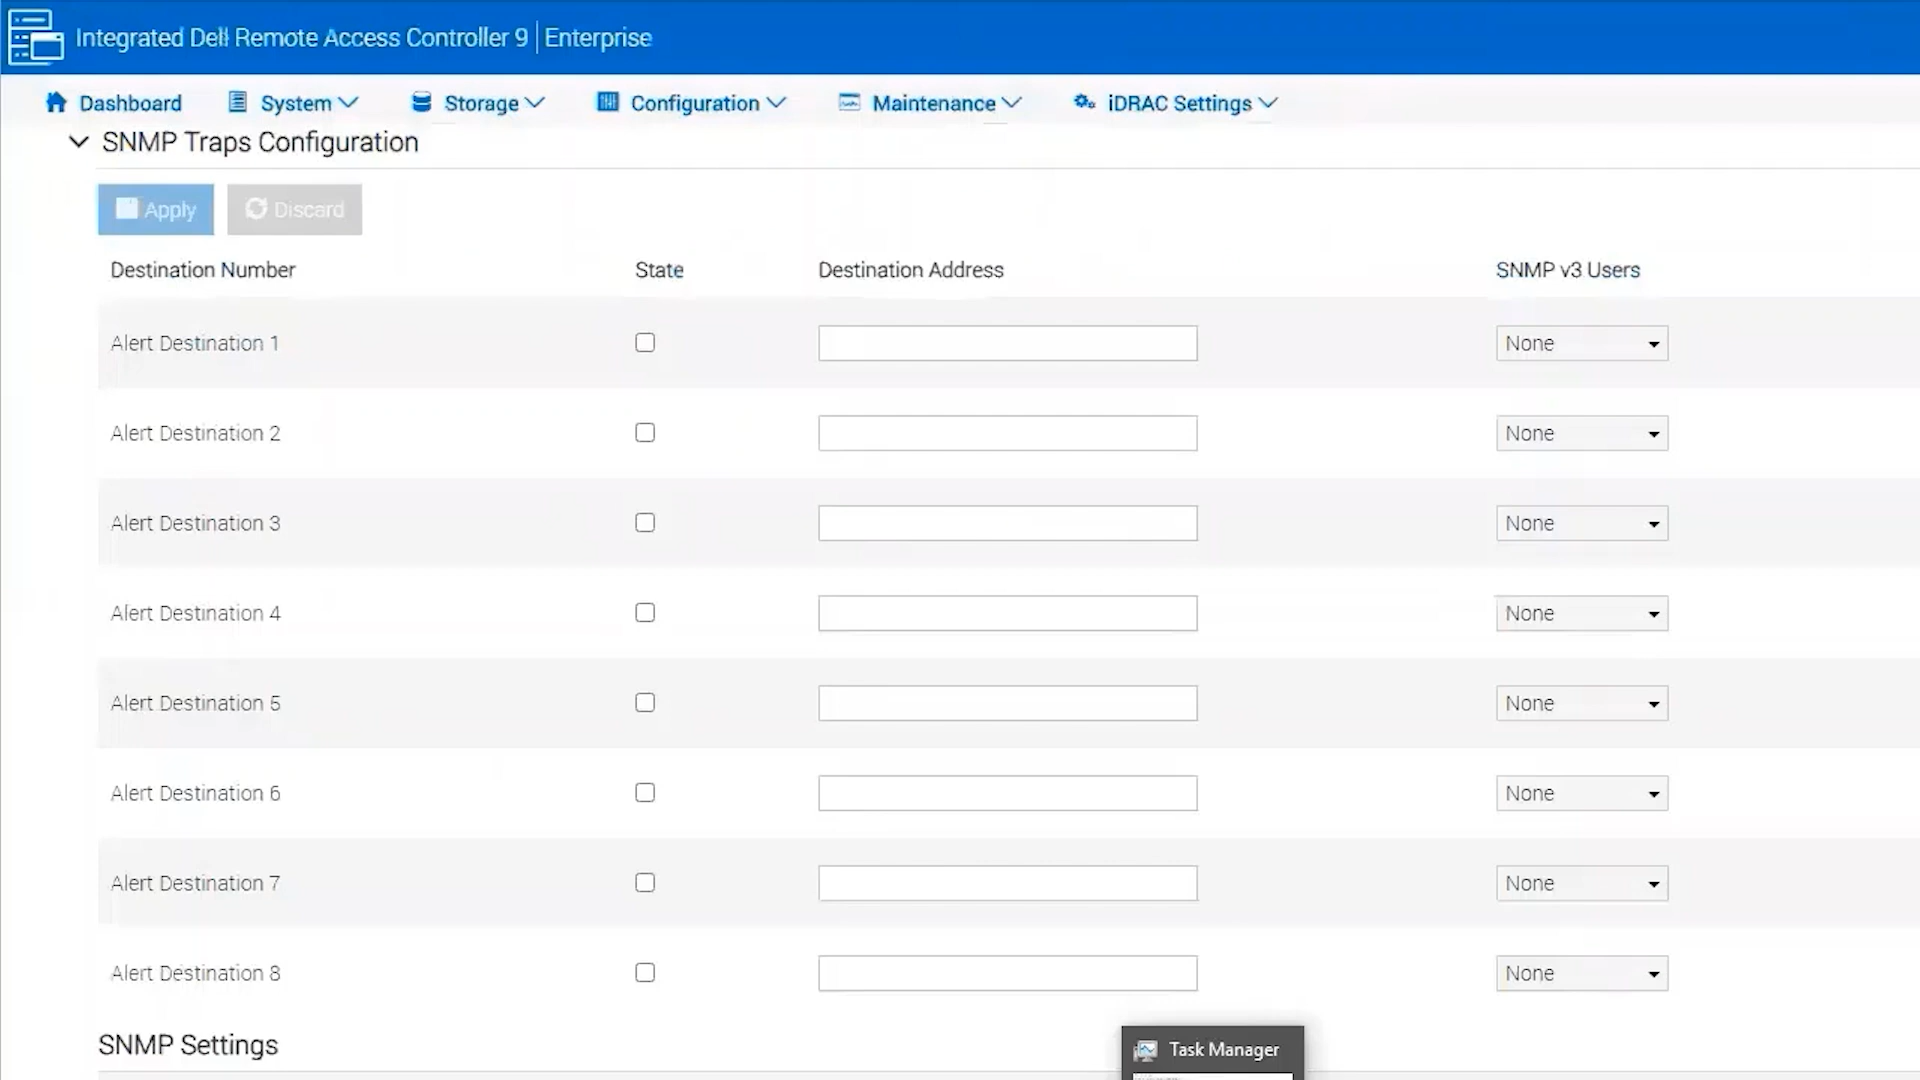 Integrated Dell Remote Access Controller 9 | Enterprise
Dashboard System Storage Configuration Maintenance iDRAC Settings
SNMP Traps Configuration
Apply Discard
Destination Number State Destination Address SNMP v3 Users
Alert Destination 1 None
Alert Destination 2 None
Alert Destination 3 None
Alert Destination 4 None
Alert Destination 5 None
Alert Destination 6 None
Alert Destination 7 None
Alert Destination 8 None
SNMP Settings
Task Manager